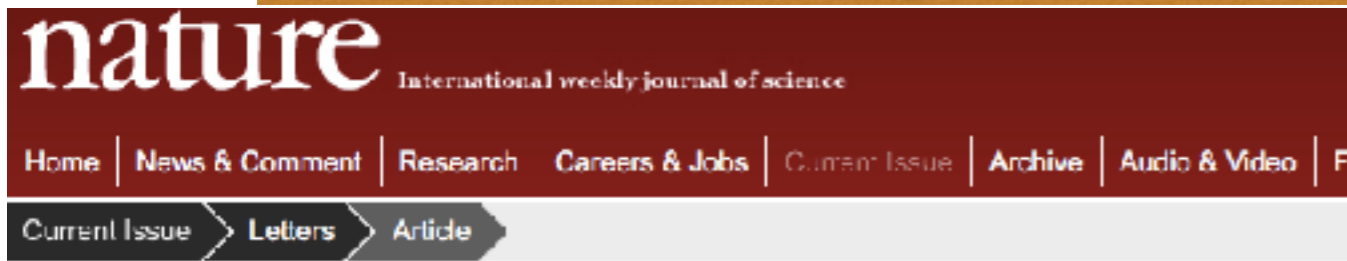 nature
International weekly journal of science
Home News & Comment Research Careers & Jobs Current Issue Archive Audio & Video F
Current Issue Letters Article